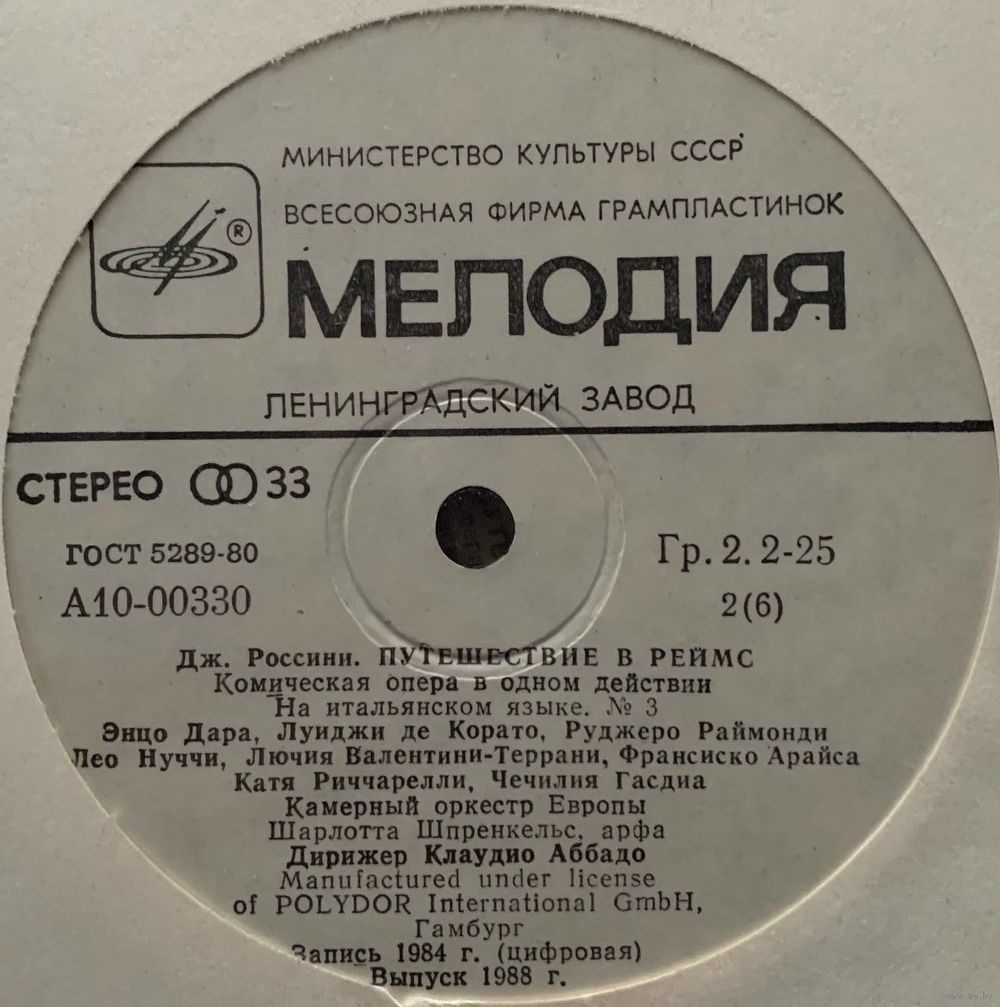 МИНИСТЕРСТВО КУЛЬТУРЫ СССР
ВСЕСОЮЗНАЯ ФИРМА ГРАМПЛАСТИНОК
®
МЕЛОДИЯ
ЛЕНИНГРАДСКИЙ ЗАВОД
СТЕРЕО 33
ГОСТ 5289-80
Гр. 2. 2-25
А10-00330
2(6)
Дж. Россини. ПУТЕШЕСТВИЕ В РЕЙМС
Комическая опера в одном действии
На итальянском языке. № 3
Энцо Дара, Луиджи де Корато, Руджеро Раймонди
Лео Нуччи, Лючия Валентини-Террани, Франсиско Арайса
Катя Риччарелли, Чечилия Гасдиа
Камерный оркестр Европы
Шарлотта Шпренкельс, арфа
Дирижер Клаудио Аббадо
Manufactured under license
of POLYDOR International GmbH,
Гамбург
Запись 1984 г. (цифровая)
Выпуск 1988 г.
www.ay.by